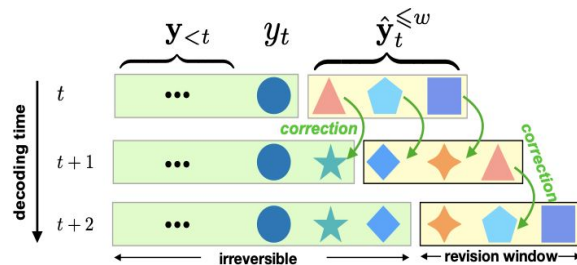 y<t yt ŷt≤w
t
correction
t + 1
correction
t + 2
decoding time
irreversible revision window